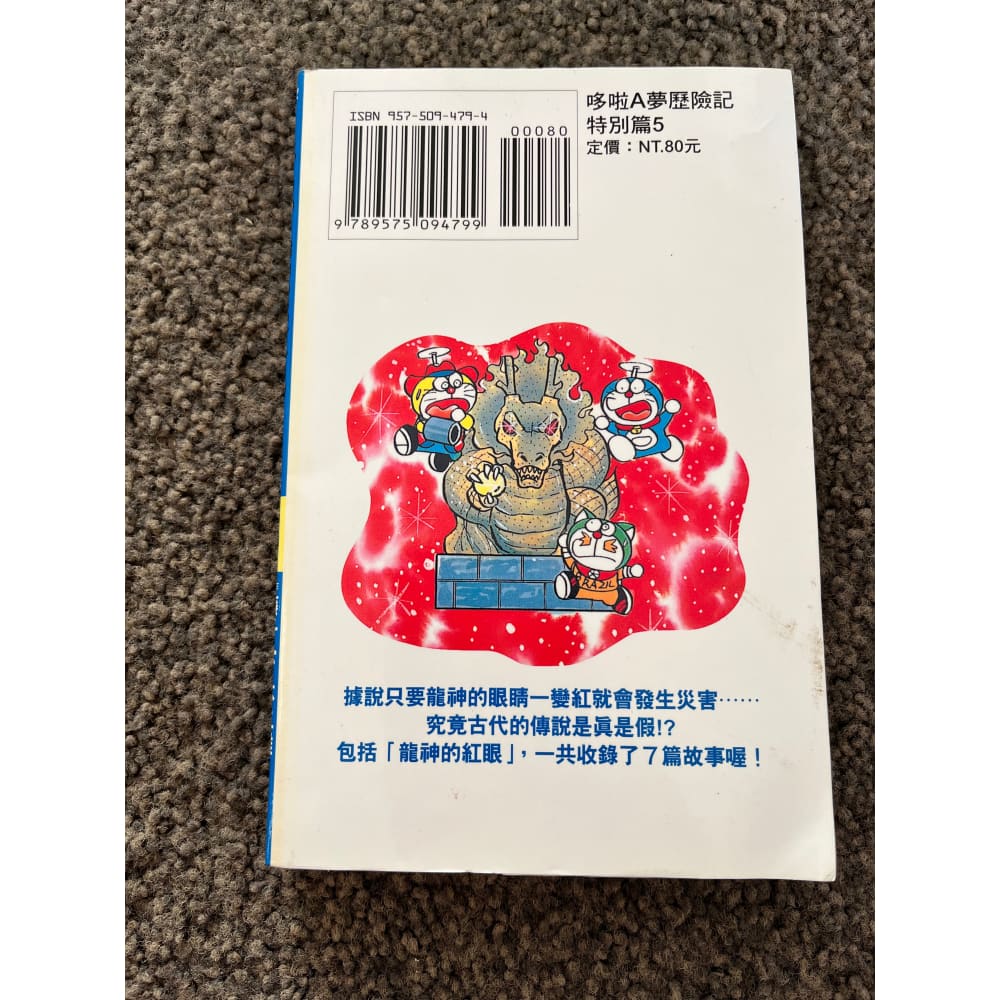 ISBN 957-509-479-4
00080
9 789575 094799
哆啦A夢歷險記
特別篇5
定價：NT.80元
RAZIL
據說只要龍神的眼睛一變紅就會發生災害……
究竟古代的傳說是眞是假!?
包括「龍神的紅眼」，一共收錄了7篇故事喔！